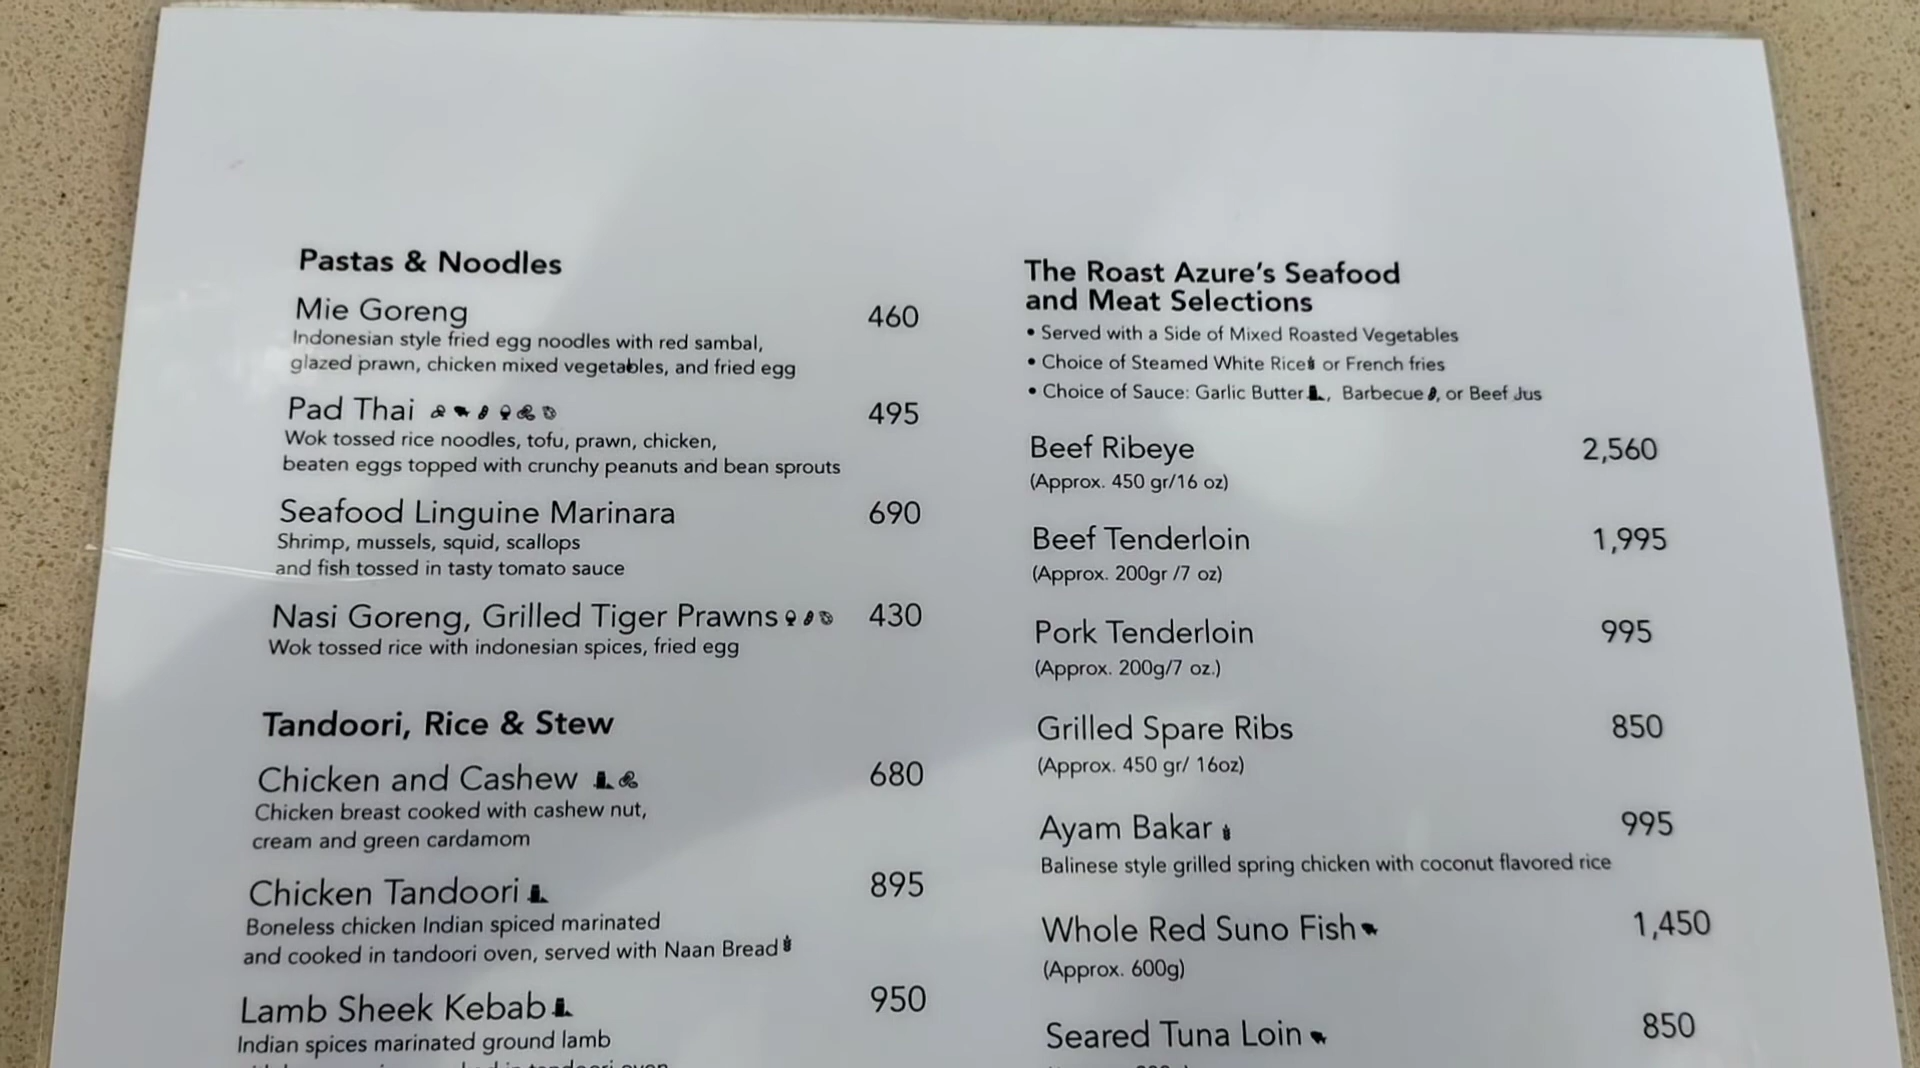 Pastas & Noodles
Mie Goreng 460
Indonesian style fried egg noodles with red sambal,
glazed prawn, chicken mixed vegetables, and fried egg
Pad Thai 495
Wok tossed rice noodles, tofu, prawn, chicken,
beaten eggs topped with crunchy peanuts and bean sprouts
Seafood Linguine Marinara 690
Shrimp, mussels, squid, scallops
and fish tossed in tasty tomato sauce
Nasi Goreng, Grilled Tiger Prawns 430
Wok tossed rice with indonesian spices, fried egg
Tandoori, Rice & Stew
Chicken and Cashew 680
Chicken breast cooked with cashew nut,
cream and green cardamom
Chicken Tandoori 895
Boneless chicken Indian spiced marinated
and cooked in tandoori oven, served with Naan Bread
Lamb Sheek Kebab 950
Indian spices marinated ground lamb
in tandoori oven
The Roast Azure's Seafood
and Meat Selections
• Served with a Side of Mixed Roasted Vegetables
• Choice of Steamed White Rice or French fries
• Choice of Sauce: Garlic Butter, Barbecue, or Beef Jus
Beef Ribeye 2,560
(Approx. 450 gr/16 oz)
Beef Tenderloin 1,995
(Approx. 200gr /7 oz)
Pork Tenderloin 995
(Approx. 200g/7 oz.)
Grilled Spare Ribs 850
(Approx. 450 gr/ 16oz)
Ayam Bakar 995
Balinese style grilled spring chicken with coconut flavored rice
Whole Red Suno Fish 1,450
(Approx. 600g)
Seared Tuna Loin 850